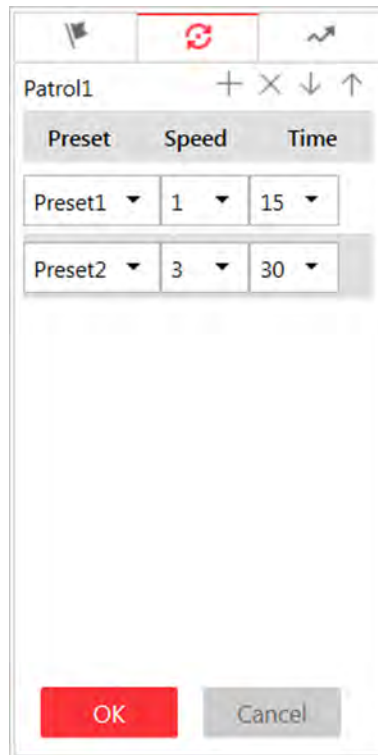 Patrol1
Preset Speed Time
Preset1 1 15
Preset2 3 30
OK Cancel